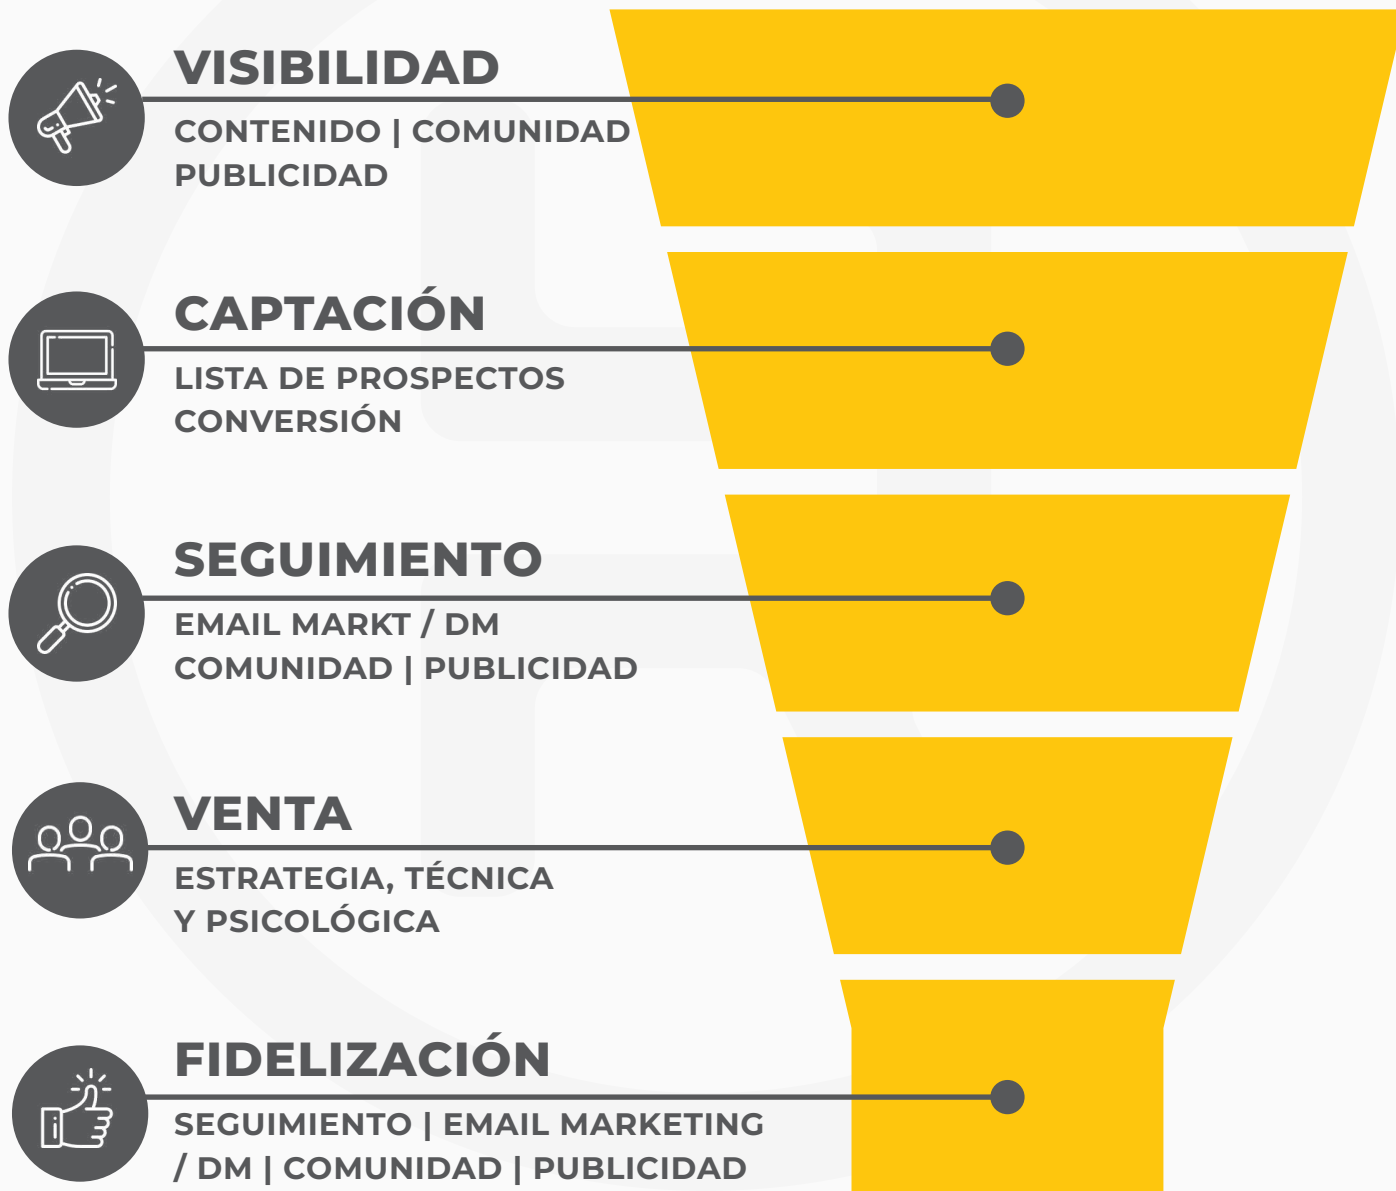 VISIBILIDAD
CONTENIDO | COMUNIDAD
PUBLICIDAD
CAPTACIÓN
LISTA DE PROSPECTOS
CONVERSIÓN
SEGUIMIENTO
EMAIL MARKT / DM
COMUNIDAD | PUBLICIDAD
VENTA
ESTRATEGIA, TÉCNICA
Y PSICOLÓGICA
FIDELIZACIÓN
SEGUIMIENTO | EMAIL MARKETING
/ DM | COMUNIDAD | PUBLICIDAD